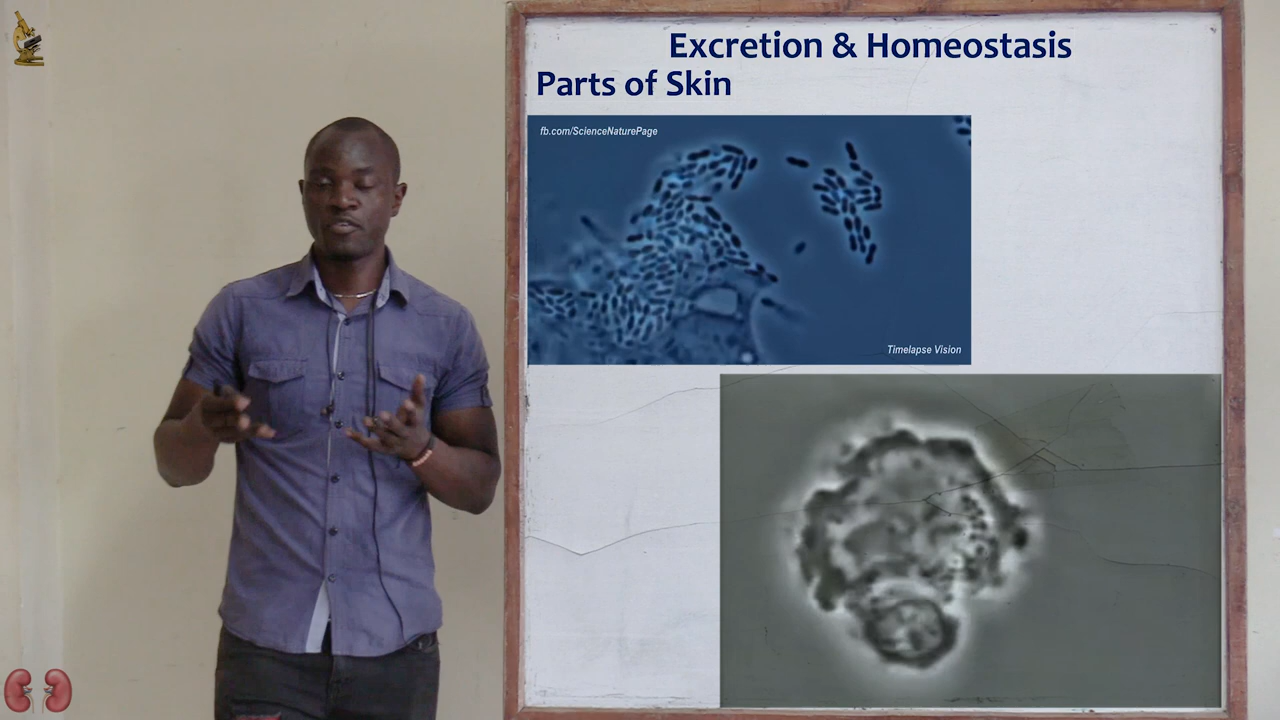 Excretion & Homeostasis
Parts of Skin
fb.com/ScienceNaturePage
Timelapse Vision